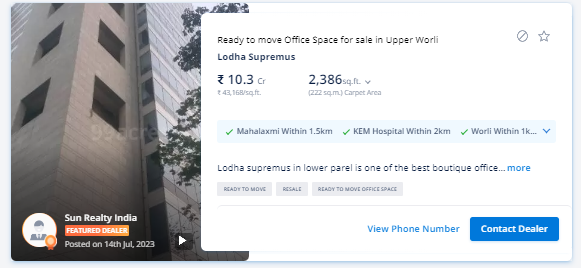 Ready to move Office Space for sale in Upper Worli
Lodha Supremus
₹ 10.3 Cr
₹ 43,168/sq.ft.
2,386sq.ft.
(222 sq.m.) Carpet Area
Mahalaxmi Within 1.5km
KEM Hospital Within 2km
Worli Within 1k...
Lodha supremus in lower parel is one of the best boutique office... more
READY TO MOVE
RESALE
READY TO MOVE OFFICE SPACE
Sun Realty India
FEATURED DEALER
Posted on 14th Jul, 2023
View Phone Number
Contact Dealer